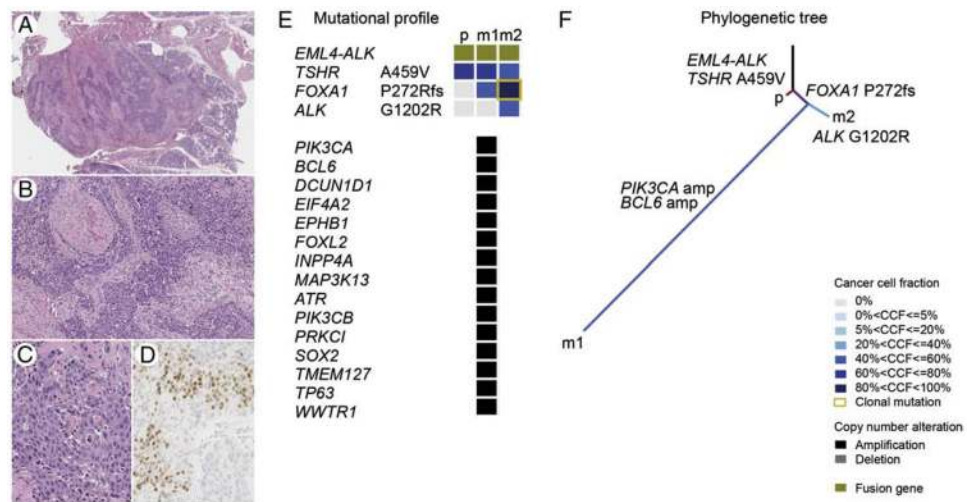 A
B
C
D
E Mutational profile
p m1 m2
EML4-ALK
TSHR A459V
FOXA1 P272Rfs
ALK G1202R
PIK3CA
BCL6
DCUN1D1
EIF4A2
EPHB1
FOXL2
INPP4A
MAP3K13
ATR
PIK3CB
PRKCI
SOX2
TMEM127
TP63
WWTR1
F Phylogenetic tree
EML4-ALK
TSHR A459V
p
FOXA1 P272fs
m2
ALK G1202R
PIK3CA amp
BCL6 amp
m1
Cancer cell fraction
0%
0%<CCF<=5%
5%<CCF<=20%
20%<CCF<=40%
40%<CCF<=60%
60%<CCF<=80%
80%<CCF<100%
Clonal mutation
Copy number alteration
Amplification
Deletion
Fusion gene